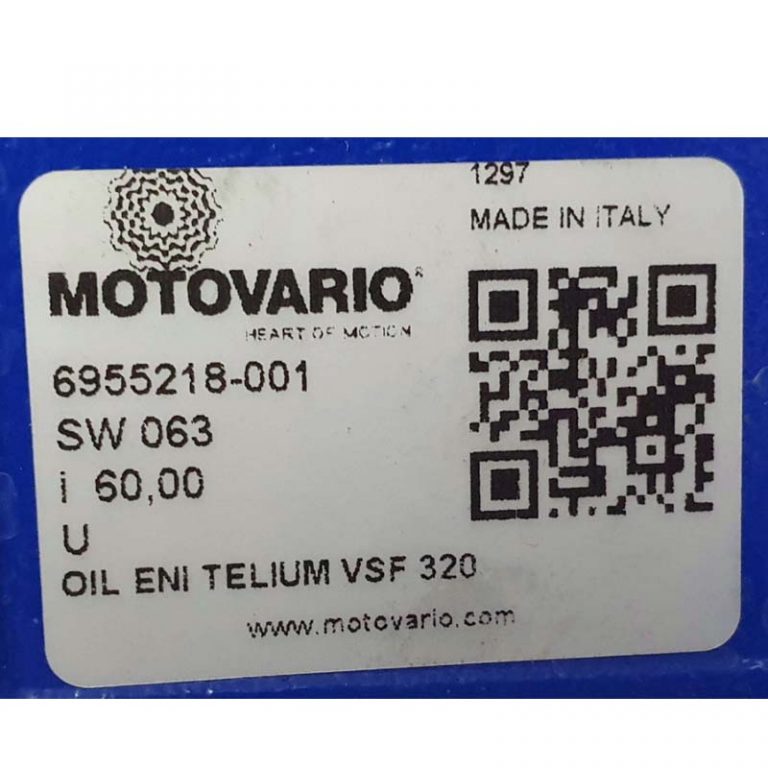 1297
MADE IN ITALY
MOTOVARIO®
HEART OF MOTION
6955218-001
SW 063
i 60,00
U
OIL ENI TELIUM VSF 320
www.motovario.com